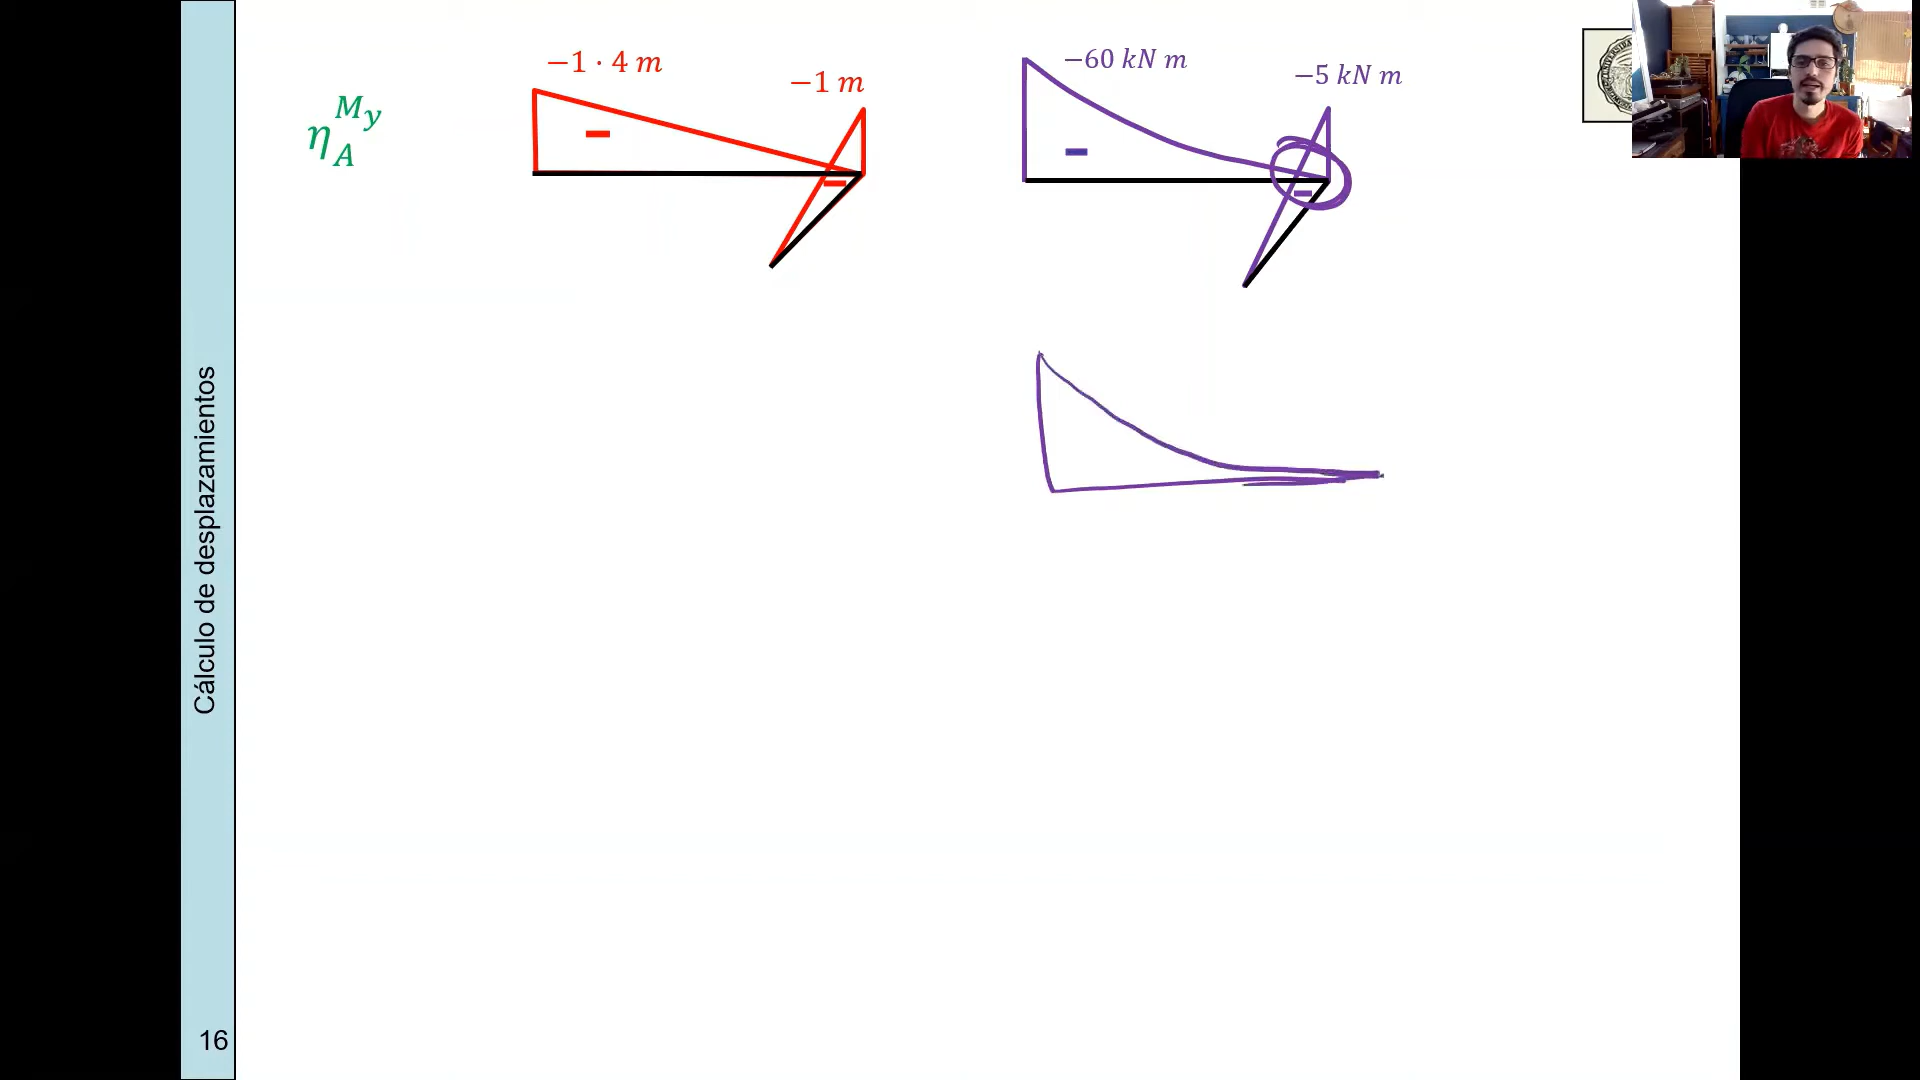 −1 · 4 m
−1 m
−60 kN m
−5 kN m
η_A^{M_y}
Cálculo de desplazamientos
16